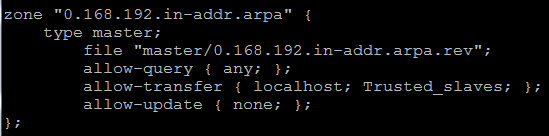 zone "0.168.192.in-addr.arpa" {
    type master;
        file "master/0.168.192.in-addr.arpa.rev";
        allow-query { any; };
        allow-transfer { localhost; Trusted_slaves; };
        allow-update { none; };
};